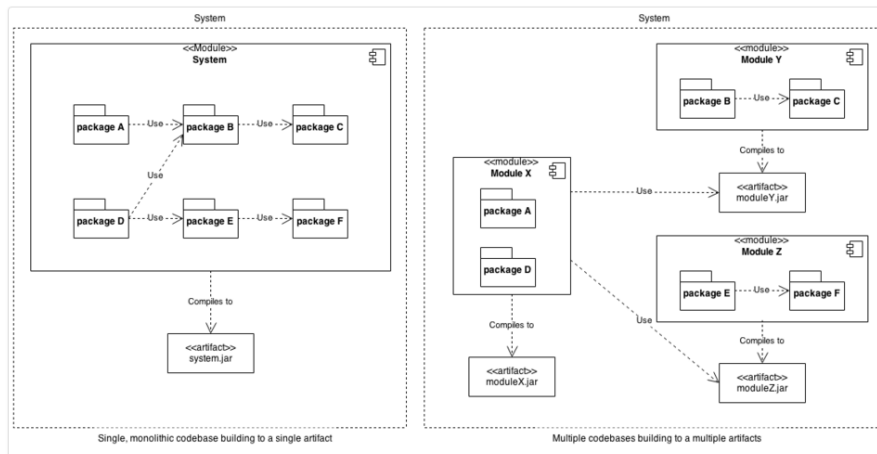 System
<<Module>>
System
package A
Use
package B
Use
package C
Use
package D
Use
package E
Use
package F
Compiles to
<<artifact>>
system.jar
Single, monolithic codebase building to a single artifact
System
<<module>>
Module Y
package B
Use
package C
Compiles to
<<artifact>>
moduleY.jar
<<module>>
Module X
package A
package D
Use
Use
Compiles to
<<artifact>>
moduleX.jar
<<module>>
Module Z
package E
Use
package F
Compiles to
<<artifact>>
moduleZ.jar
Multiple codebases building to a multiple artifacts